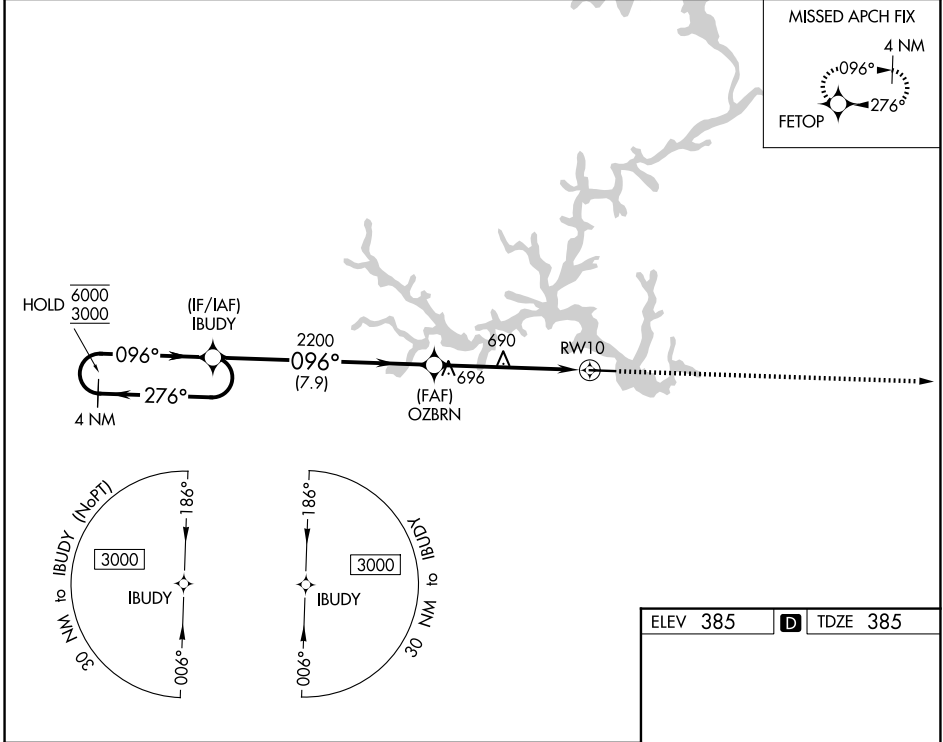 MISSED APCH FIX
4 NM
096°
276°
FETOP
HOLD
6000
3000
(IF/IAF)
IBUDY
096°
276°
4 NM
2200
096°
(7.9)
690
696
(FAF)
OZBRN
RW10
30 NM to IBUDY (NoPT)
186°
3000
IBUDY
006°
30 NM to IBUDY
186°
3000
IBUDY
006°
ELEV 385
D
TDZE 385